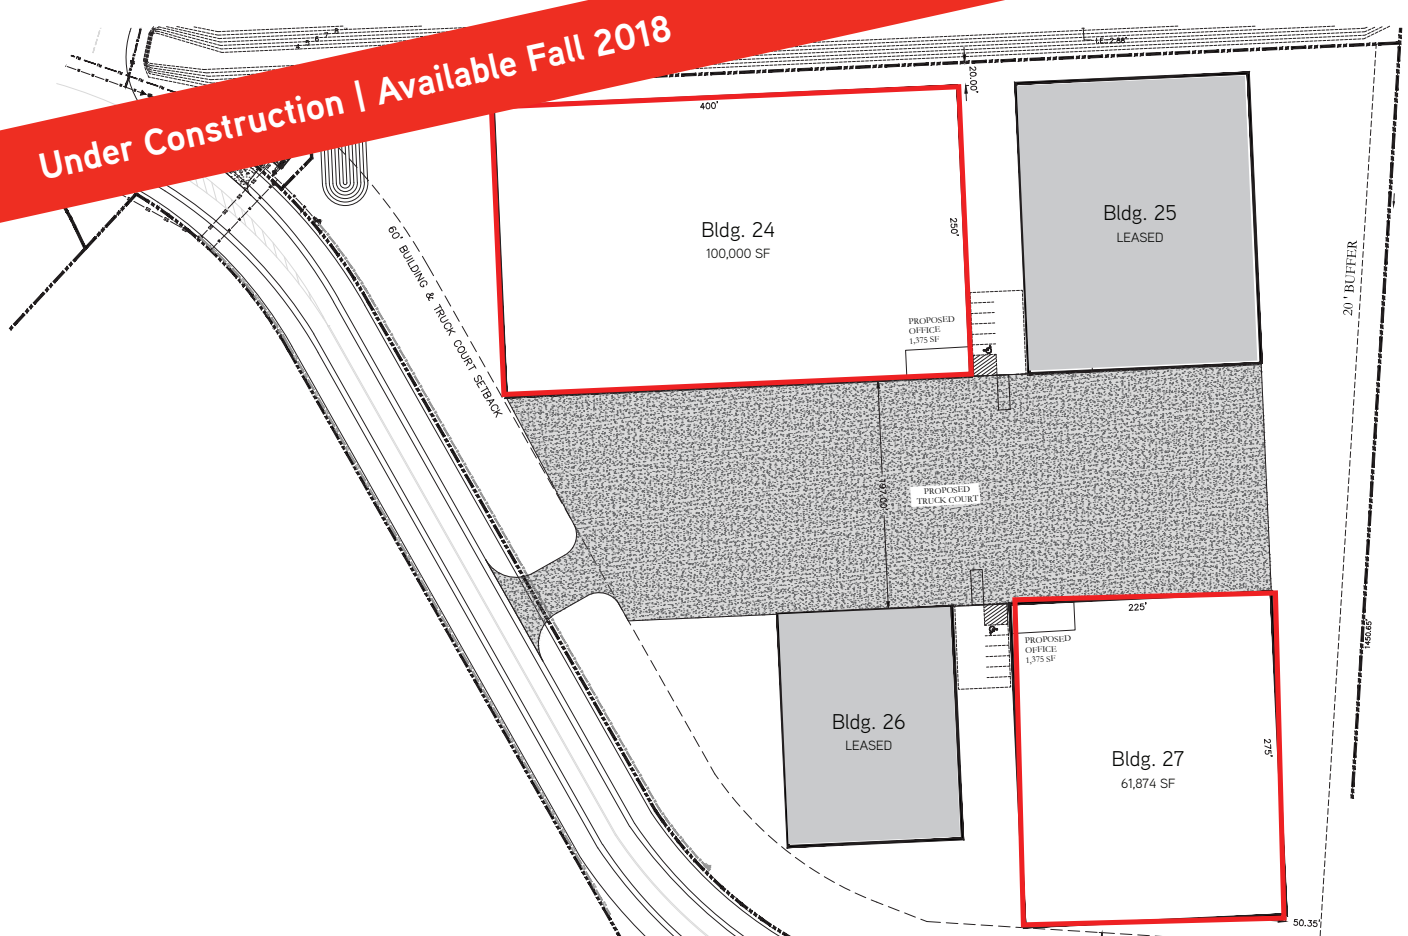 Under Construction | Available Fall 2018
20.00'
400'
250'
Bldg. 24
100,000 SF
Bldg. 25
LEASED
60' BUILDING & TRUCK COURT SETBACK
20 ' BUFFER
PROPOSED
OFFICE
1,375 SF
PROPOSED
TRUCK COURT
225'
PROPOSED
OFFICE
1,375 SF
1450.65'
Bldg. 26
LEASED
Bldg. 27
61,874 SF
275'
50.35'